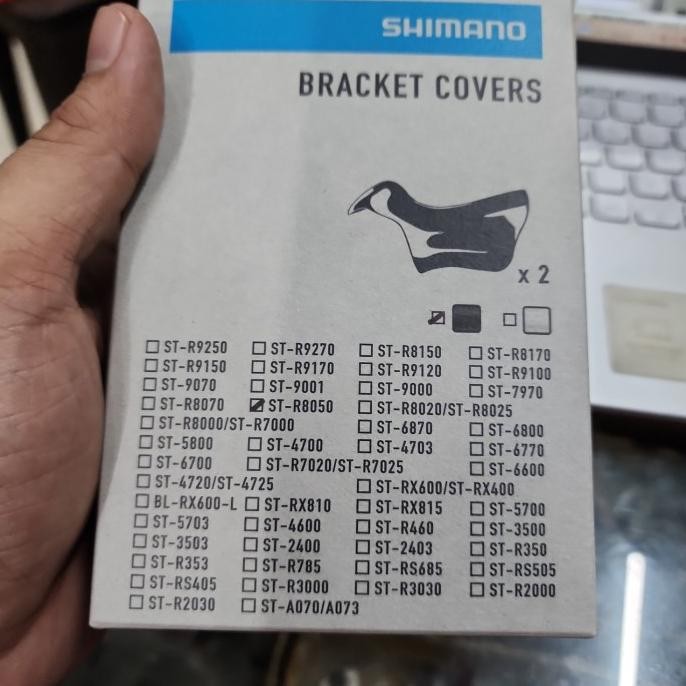 SHIMANO
BRACKET COVERS
x 2
ST-R9250 ST-R9270 ST-R8150 ST-R8170
ST-R9150 ST-R9170 ST-R9120 ST-R9100
ST-9070 ST-9001 ST-9000 ST-7970
ST-R8070 ST-R8050 ST-R8020/ST-R8025
ST-R8000/ST-R7000 ST-6870 ST-6800
ST-5800 ST-4700 ST-4703 ST-6770
ST-6700 ST-R7020/ST-R7025 ST-6600
ST-4720/ST-4725 ST-RX600/ST-RX400
BL-RX600-L ST-RX810 ST-RX815 ST-5700
ST-5703 ST-4600 ST-R460 ST-3500
ST-3503 ST-2400 ST-2403 ST-R350
ST-R353 ST-R785 ST-RS685 ST-RS505
ST-RS405 ST-R3000 ST-R3030 ST-R2000
ST-R2030 ST-A070/A073